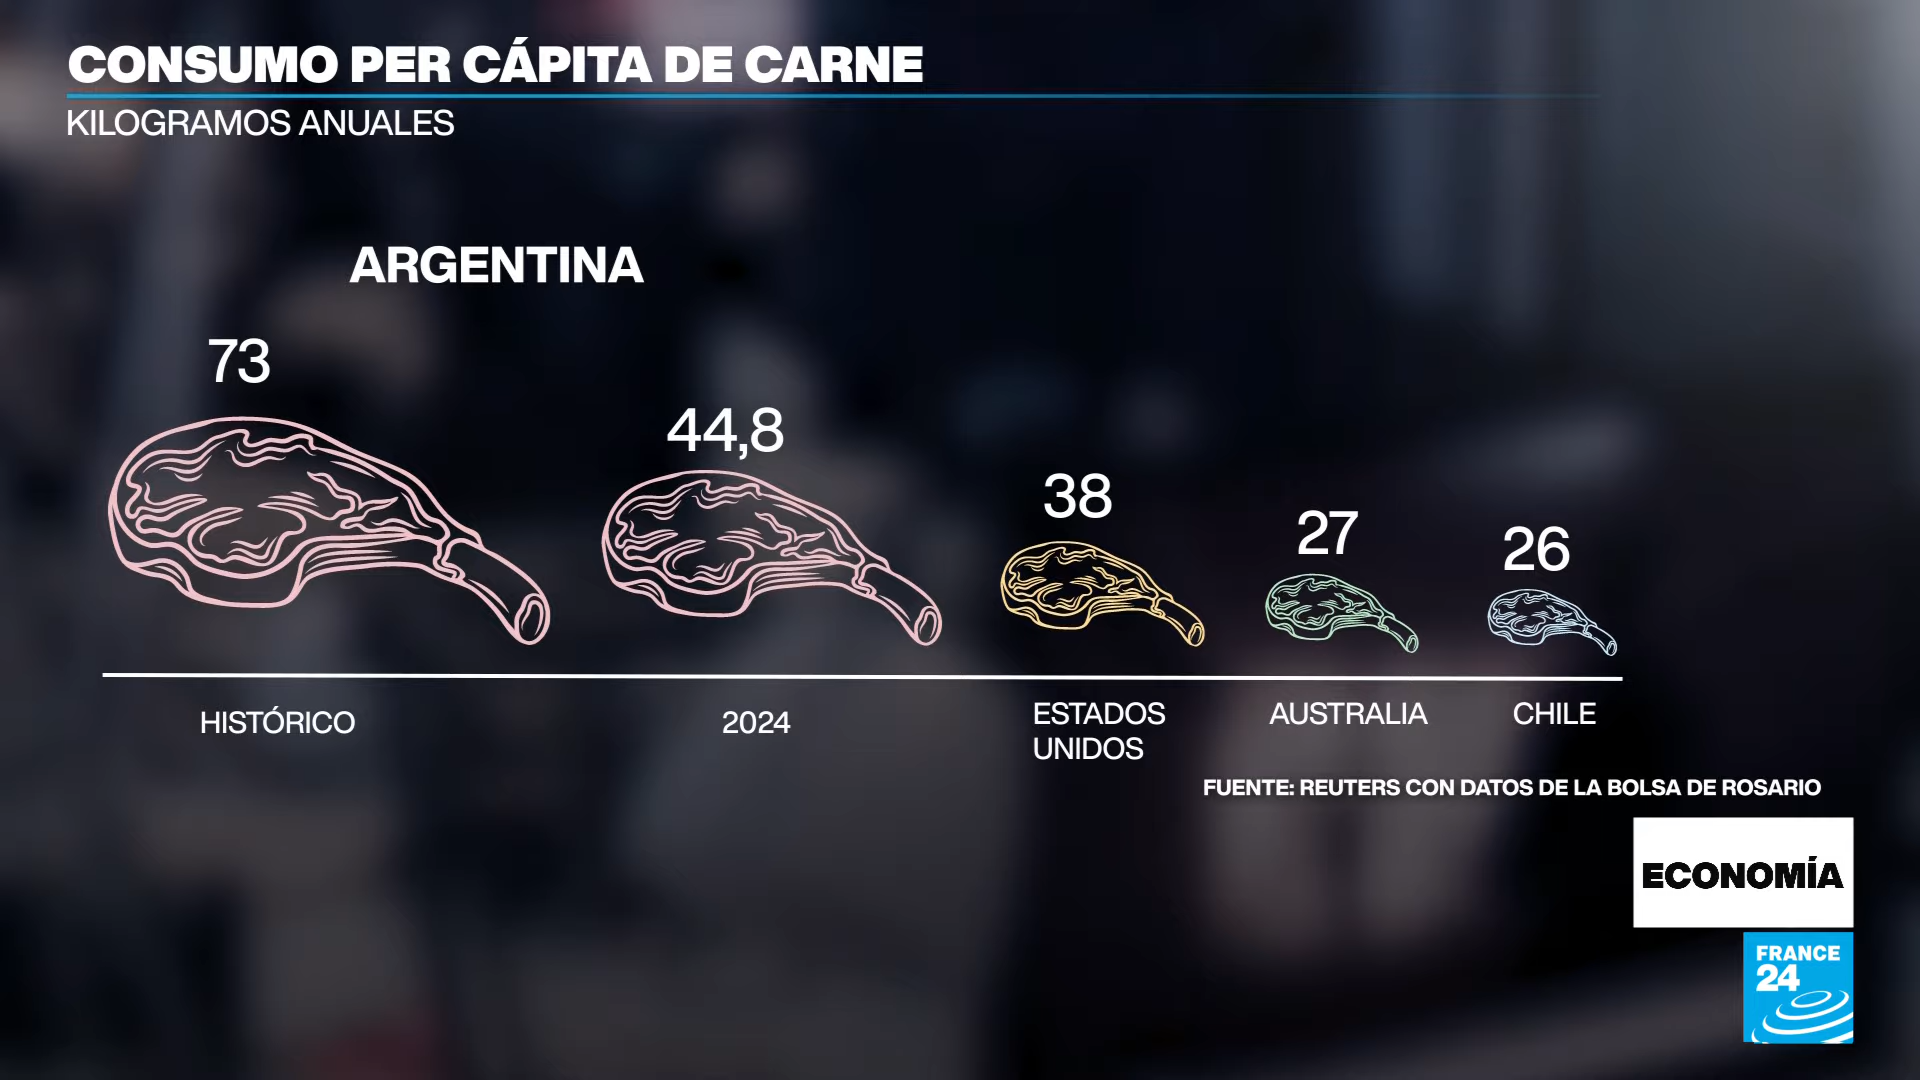 CONSUMO PER CÁPITA DE CARNE
KILOGRAMOS ANUALES
ARGENTINA
73
44,8
38
27
26
HISTÓRICO
2024
ESTADOS
UNIDOS
AUSTRALIA
CHILE
FUENTE: REUTERS CON DATOS DE LA BOLSA DE ROSARIO
ECONOMÍA
FRANCE
24